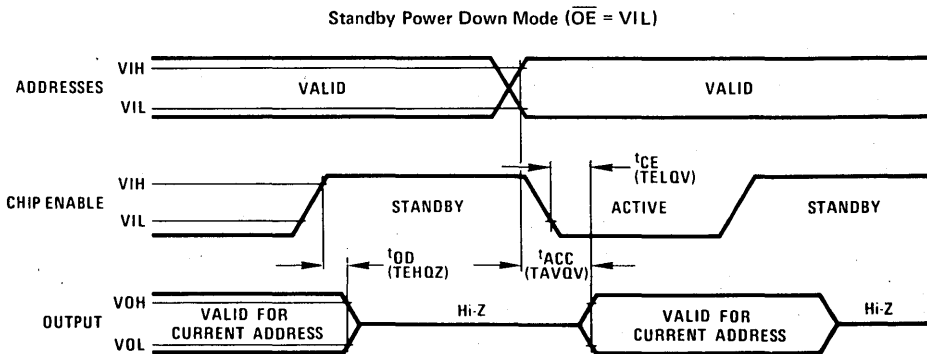 Standby Power Down Mode (OE = VIL)
ADDRESSES
VIH
VIL
VALID
VALID
CHIP ENABLE
VIH
VIL
STANDBY
ACTIVE
STANDBY
tCE
(TELQV)
tOD
(TEHQZ)
tACC
(TAVQV)
OUTPUT
VOH
VOL
VALID FOR
CURRENT ADDRESS
Hi-Z
VALID FOR
CURRENT ADDRESS
Hi-Z